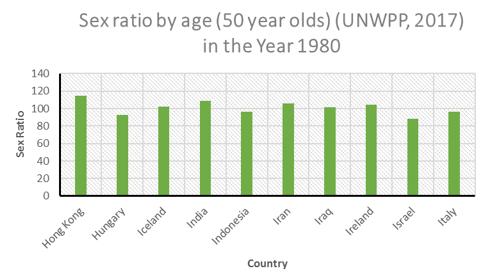 Sex ratio by age (50 year olds) (UNWPP, 2017)
in the Year 1980
140
120
100
80
60
40
20
0
Sex Ratio
Hong Kong
Hungary
Iceland
India
Indonesia
Iran
Iraq
Ireland
Israel
Italy
Country